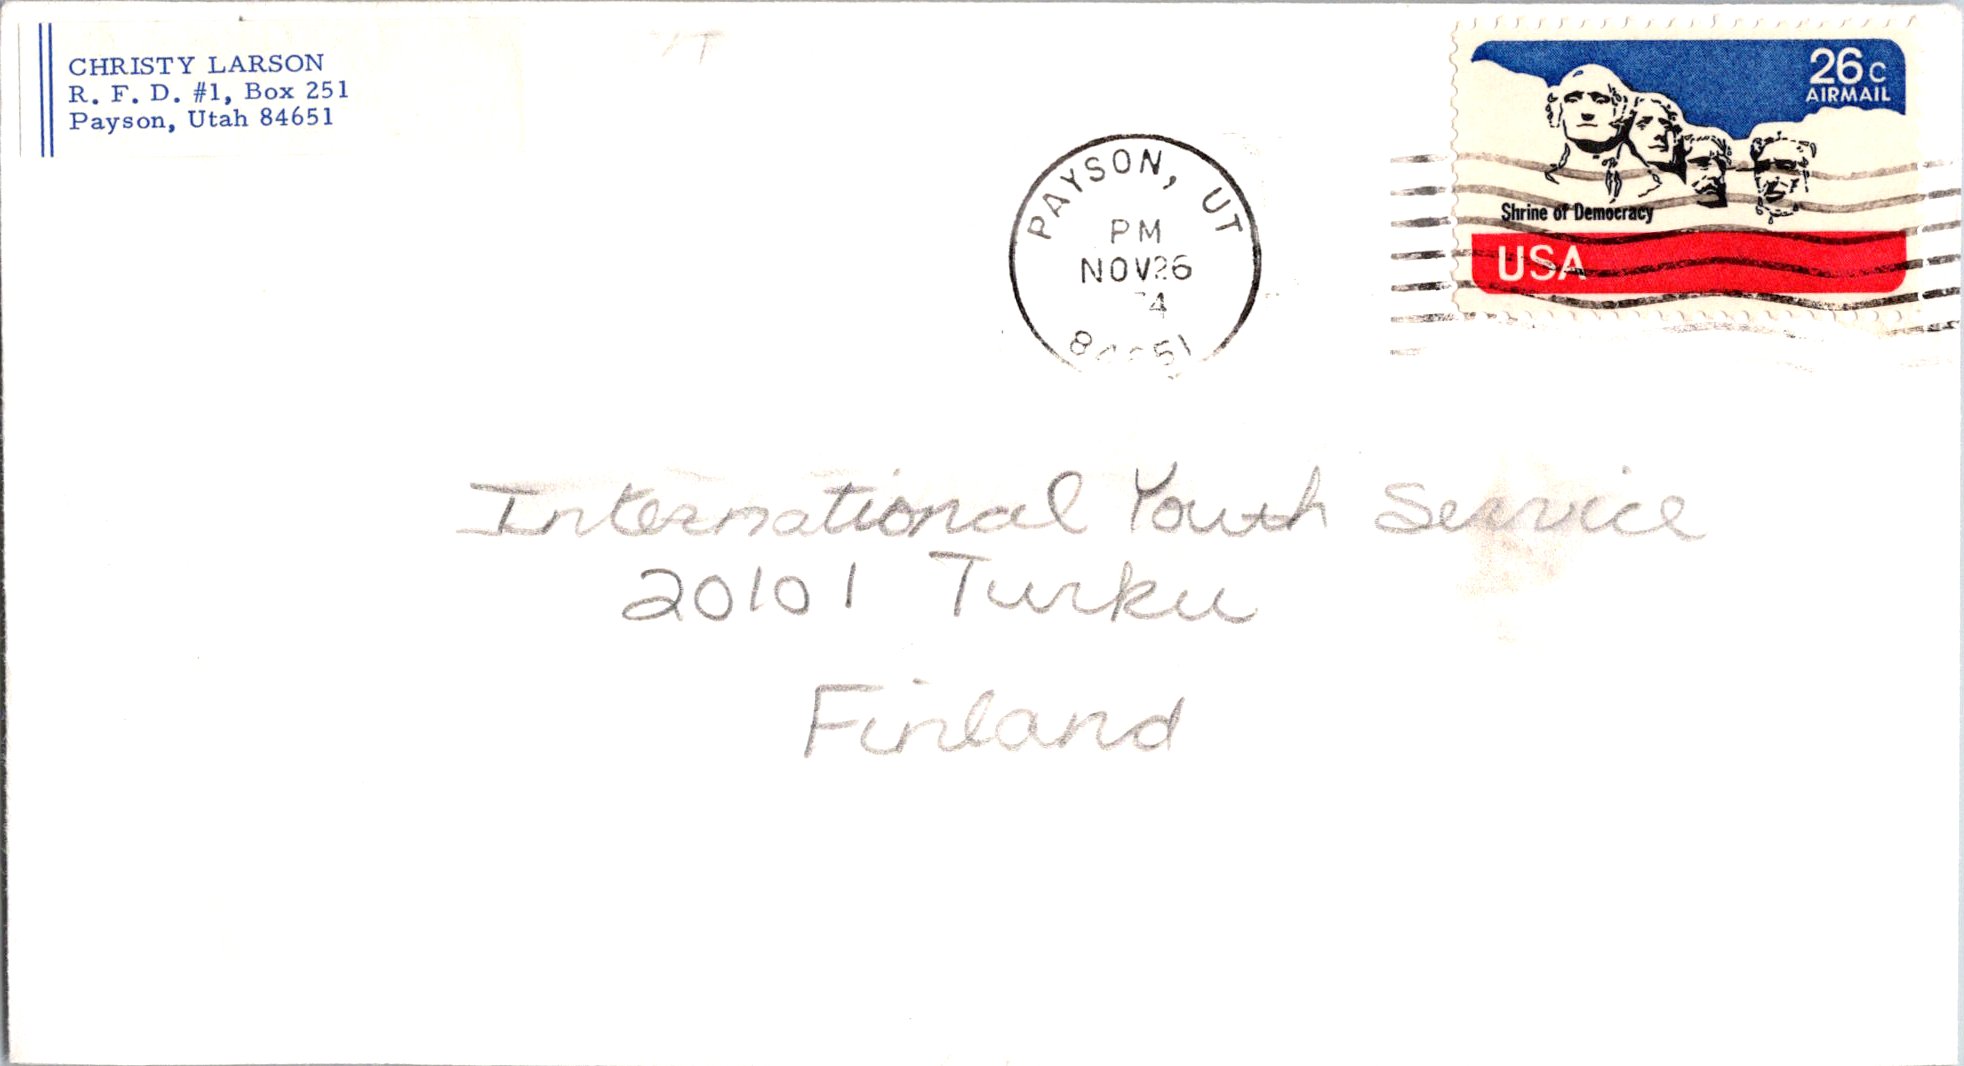 CHRISTY LARSON
R. F. D. #1, Box 251
Payson, Utah 84651
PAYSON, UT
PM
NOV 26
26c
AIRMAIL
Shrine of Democracy
USA
International Youth Service
20101 Turku
Finland